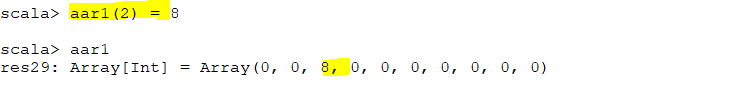 scala> aar1(2) = 8
scala> aar1
res29: Array[Int] = Array(0, 0, 8, 0, 0, 0, 0, 0, 0, 0)